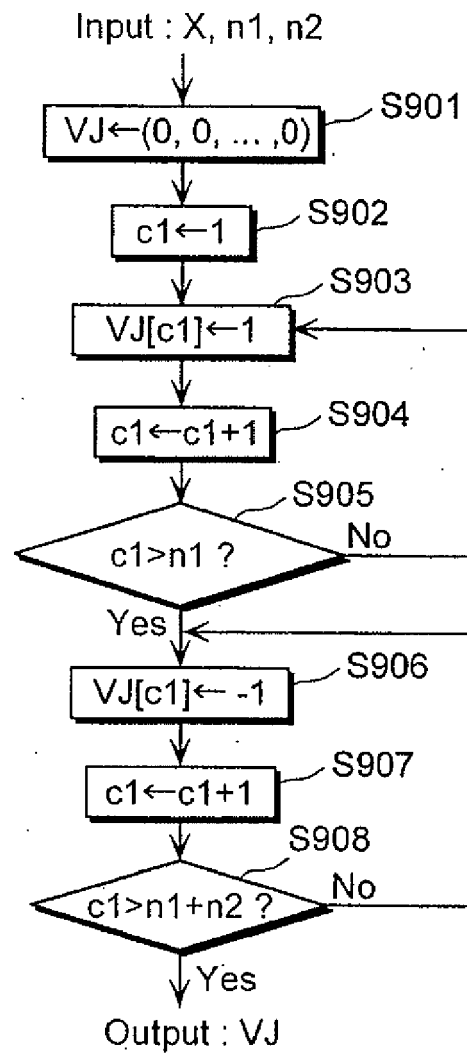 Input : X, n1, n2
S901
VJ←(0, 0, ... ,0)
S902
c1←1
S903
VJ[c1]←1
S904
c1←c1+1
S905
c1>n1 ?
No
Yes
S906
VJ[c1]← -1
S907
c1←c1+1
S908
c1>n1+n2 ?
No
Yes
Output : VJ